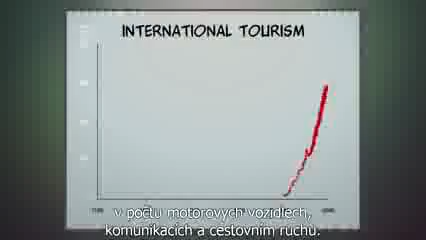 INTERNATIONAL TOURISM
v počtu motorových vozidlech,
komunikacích a cestovním ruchu.